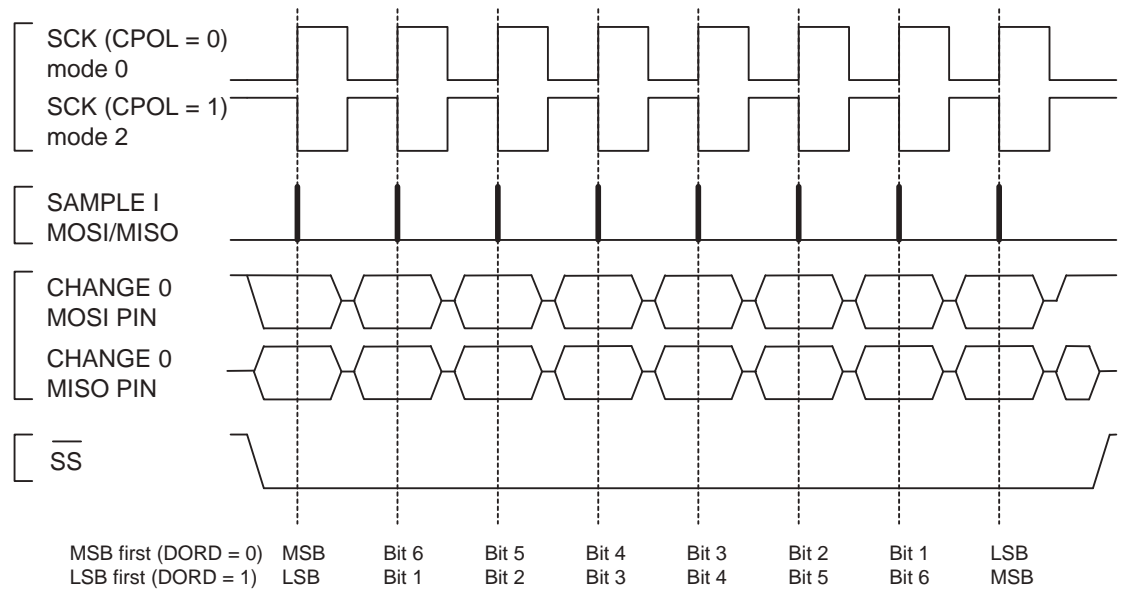 SCK (CPOL = 0)
mode 0
SCK (CPOL = 1)
mode 2
SAMPLE I
MOSI/MISO
CHANGE 0
MOSI PIN
CHANGE 0
MISO PIN
S̅S̅
MSB first (DORD = 0) MSB Bit 6 Bit 5 Bit 4 Bit 3 Bit 2 Bit 1 LSB
LSB first (DORD = 1) LSB Bit 1 Bit 2 Bit 3 Bit 4 Bit 5 Bit 6 MSB